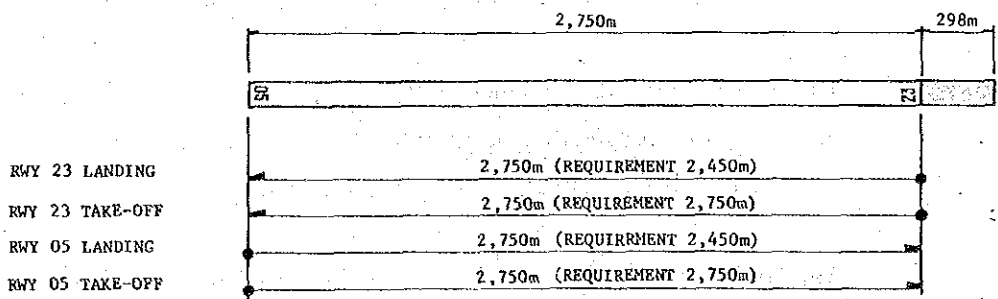 2,750m 298m
05 23
RWY 23 LANDING 2,750m (REQUIREMENT 2,450m)
RWY 23 TAKE-OFF 2,750m (REQUIREMENT 2,750m)
RWY 05 LANDING 2,750m (REQUIRRMENT 2,450m)
RWY 05 TAKE-OFF 2,750m (REQUIREMENT 2,750m)